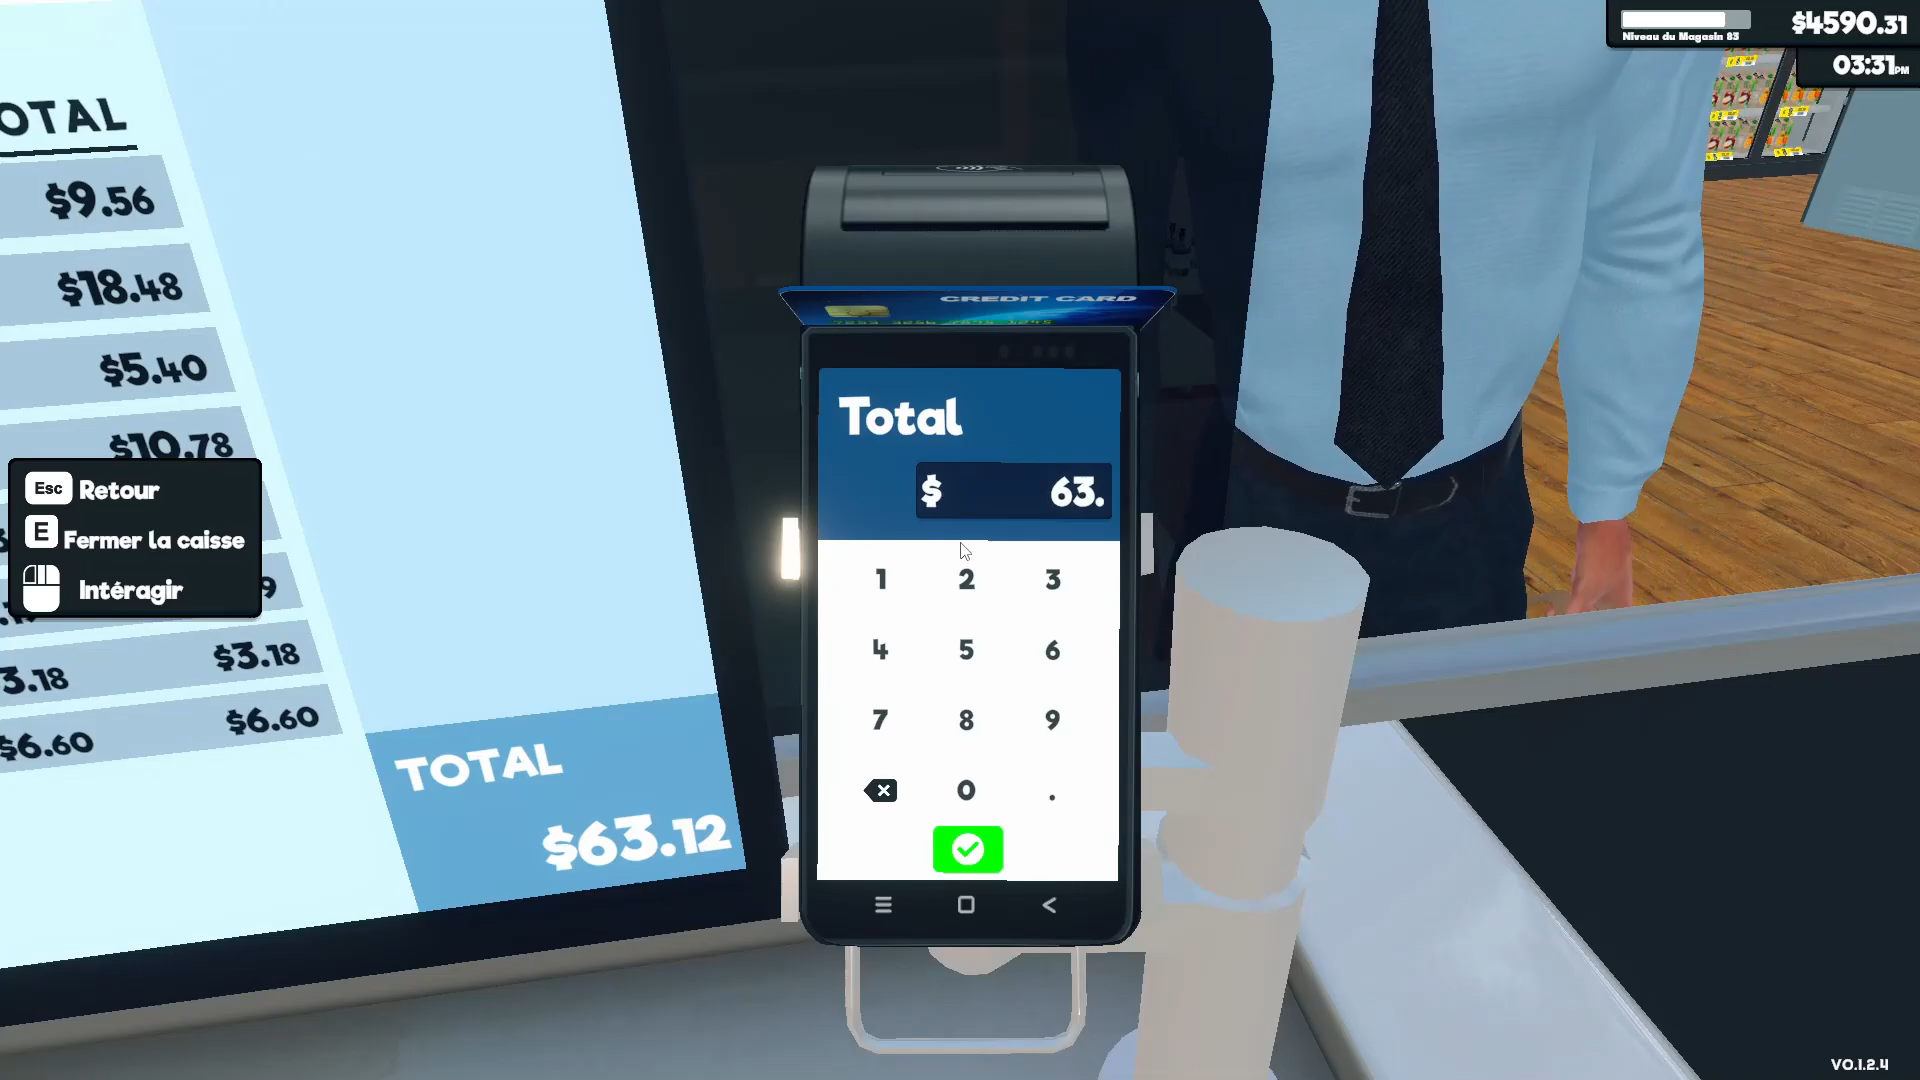 Niveau du Magasin 83
$4590.31
03:31PM
OTAL
$9.56
$18.48
$5.40
$10.78
Esc Retour
E Fermer la caisse
Intéragir
9
3.18 $3.18
$6.60 $6.60
TOTAL
$63.12
CREDIT CARD
Total
$ 63.
1 2 3
4 5 6
7 8 9
0 .
V0.1.2.4